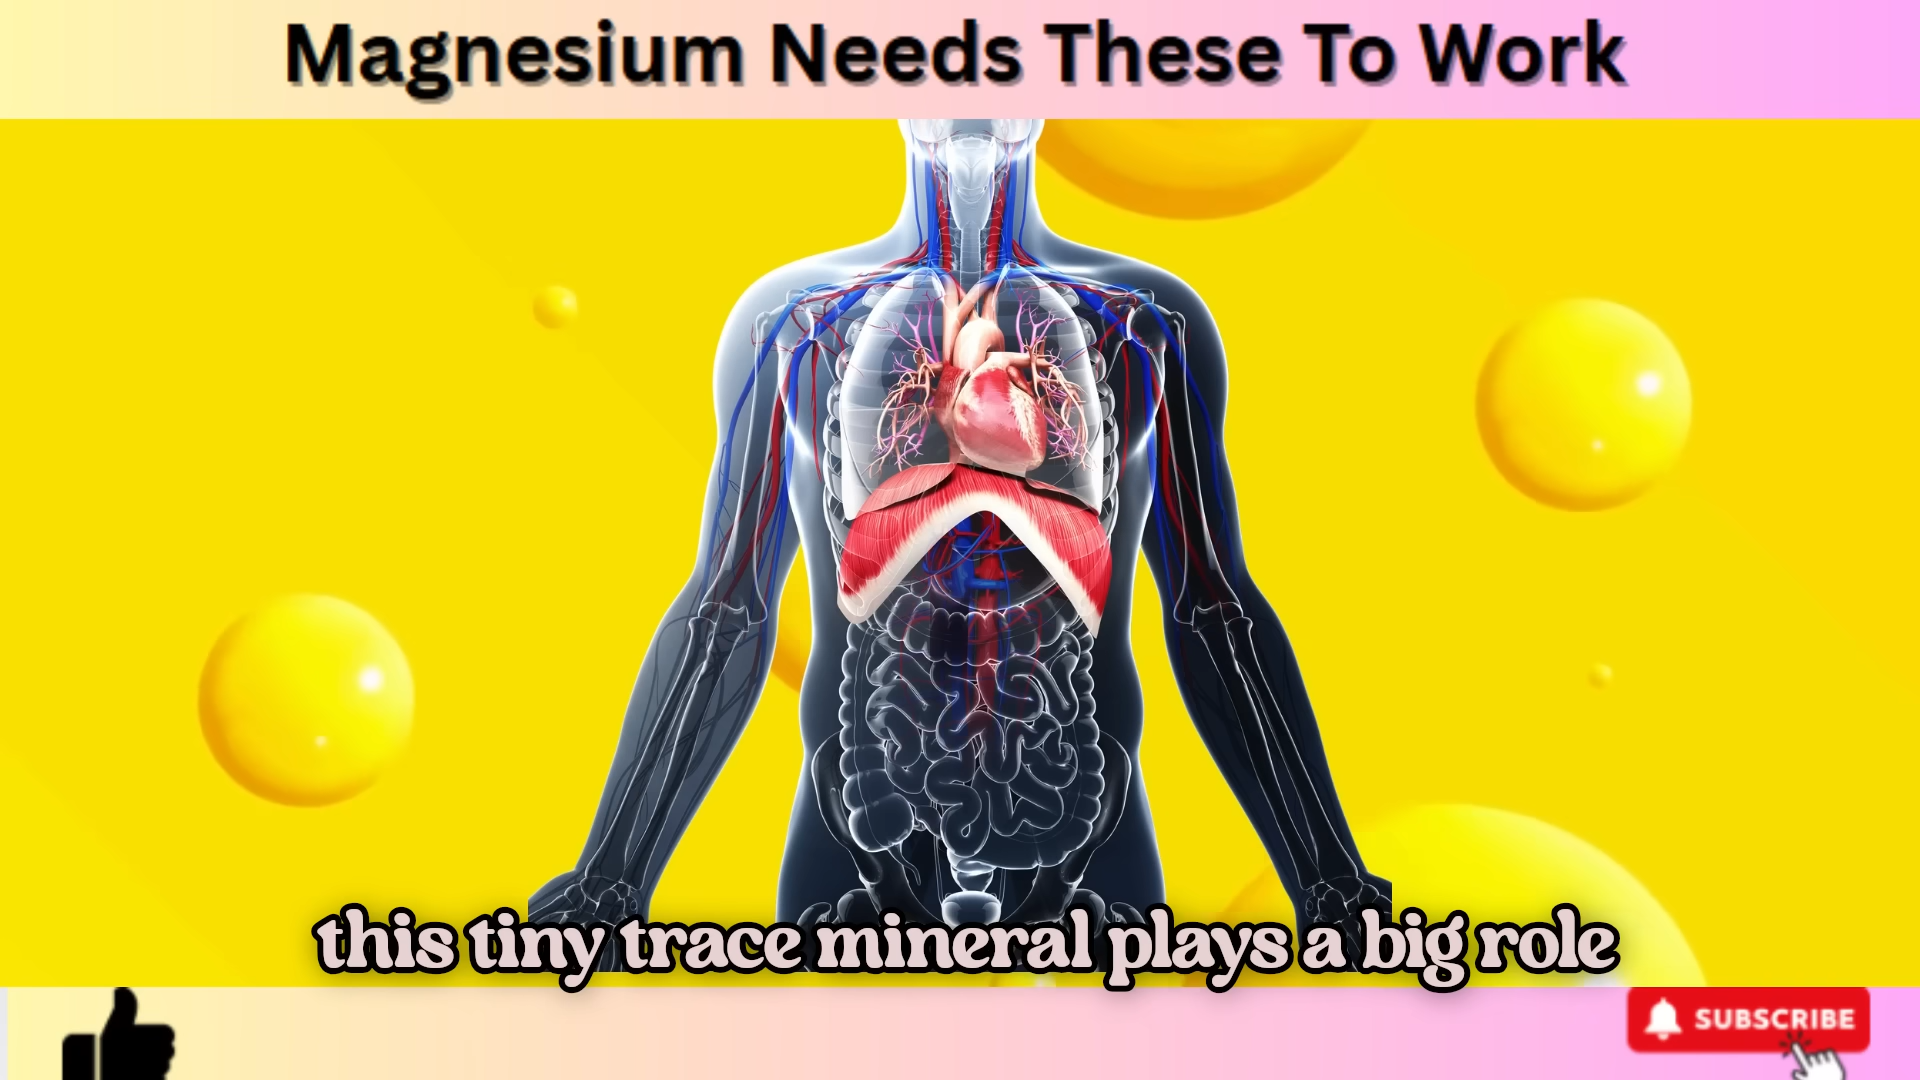 Magnesium Needs These To Work
this tiny trace mineral plays a big role
SUBSCRIBE